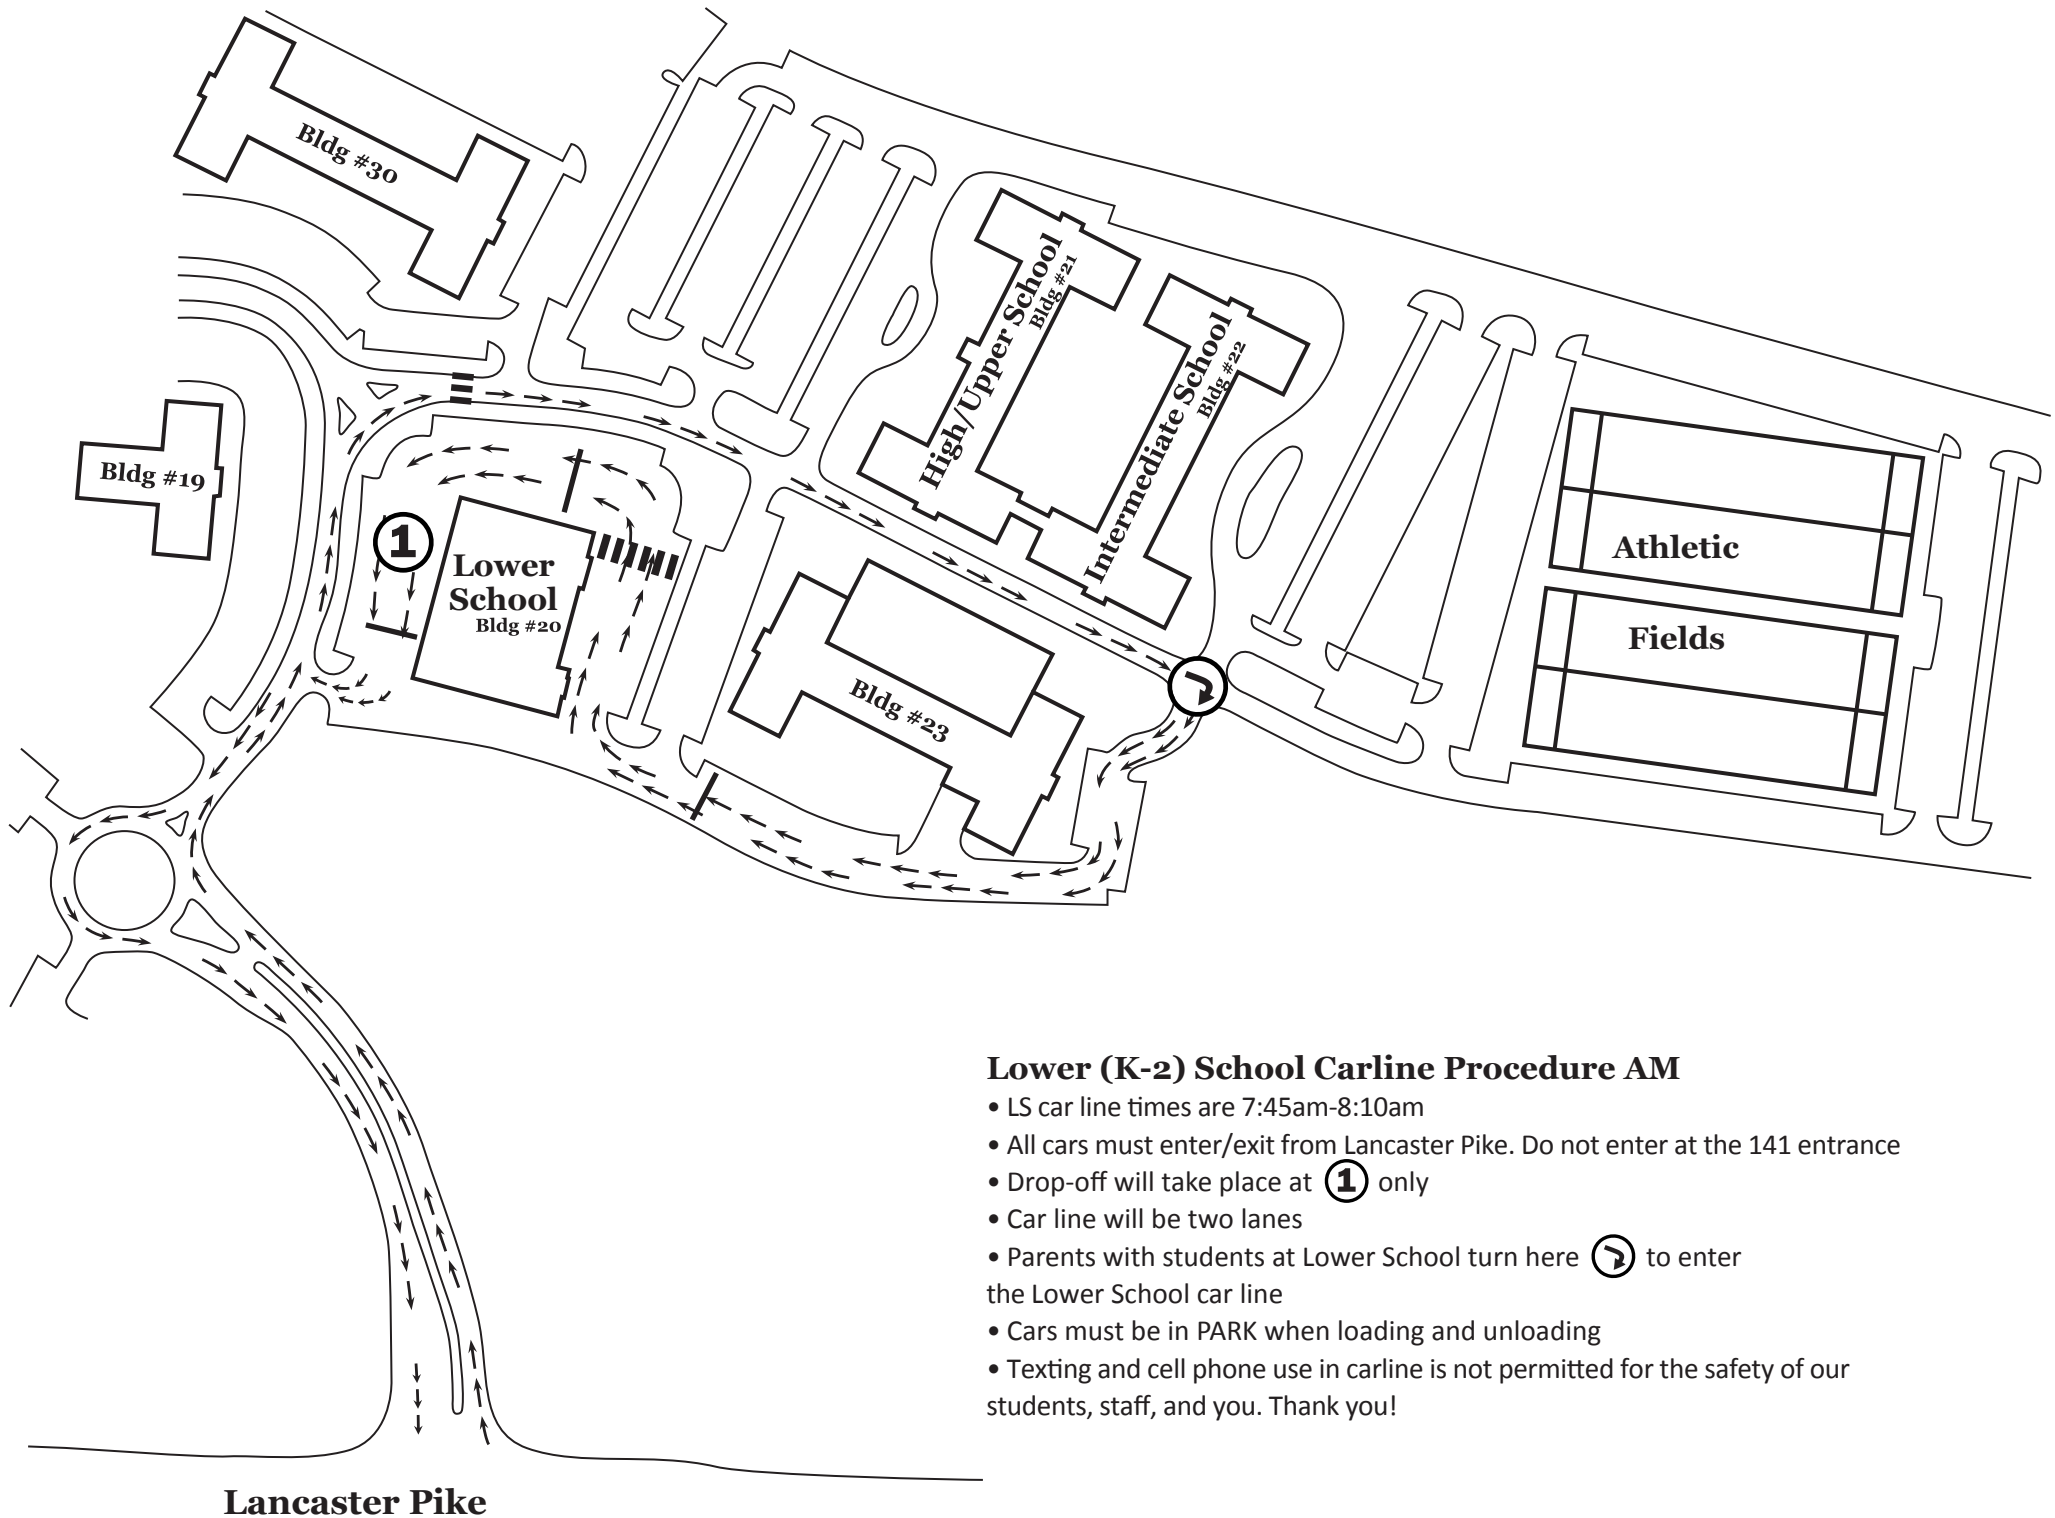 Bldg #30
High/Upper School
Bldg #21
Intermediate School
Bldg #22
Bldg #19
1
Lower
School
Bldg #20
Athletic
Fields
Bldg #23
Lower (K-2) School Carline Procedure AM
• LS car line times are 7:45am-8:10am
• All cars must enter/exit from Lancaster Pike. Do not enter at the 141 entrance
• Drop-off will take place at 1 only
• Car line will be two lanes
• Parents with students at Lower School turn here to enter
the Lower School car line
• Cars must be in PARK when loading and unloading
• Texting and cell phone use in carline is not permitted for the safety of our
students, staff, and you. Thank you!
Lancaster Pike